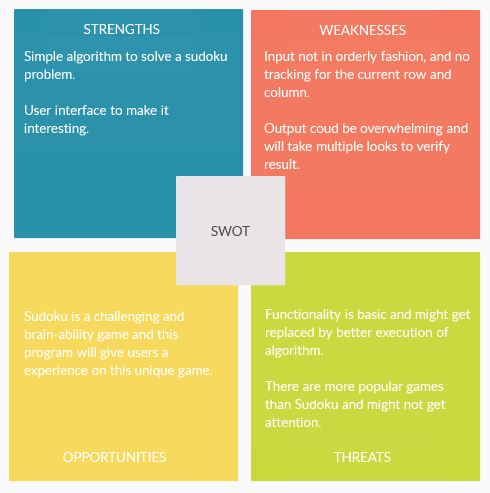 STRENGTHS
Simple algorithm to solve a sudoku
problem.
User interface to make it
interesting.
WEAKNESSES
Input not in orderly fashion, and no
tracking for the current row and
column.
Output coud be overwhelming and
will take multiple looks to verify
result.
SWOT
Sudoku is a challenging and
brain-ability game and this
program will give users a
experience on this unique game.
OPPORTUNITIES
Functionality is basic and might get
replaced by better execution of
algorithm.
There are more popular games
than Sudoku and might not get
attention.
THREATS